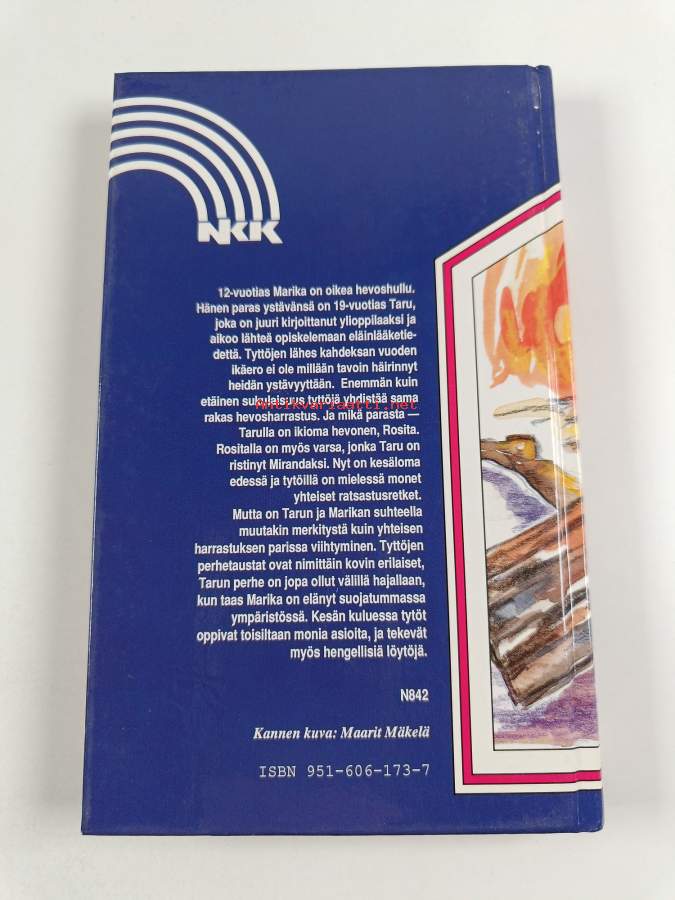 NKK
12-vuotias Marika on oikea hevoshullu.
Hänen paras ystävänsä on 19-vuotias Taru,
joka on juuri kirjoittanut ylioppilaaksi ja
aikoo lähteä opiskelemaan eläinlääketie-
dettä. Tyttöjen lähes kahdeksan vuoden
ikäero ei ole millään tavoin häirinnyt
heidän ystävyyttään. Enemmän kuin
etäinen sukulaisuus tyttöjä yhdistää sama
Antikvariaatti.net
rakas hevosharrastus. Ja mikä parasta —
Tarulla on ikioma hevonen, Rosita.
Rositalla on myös varsa, jonka Taru on
ristinyt Mirandaksi. Nyt on kesäloma
edessä ja tytöillä on mielessä monet
yhteiset ratsastusretket.
Mutta on Tarun ja Marikan suhteella
muutakin merkitystä kuin yhteisen
harrastuksen parissa viihtyminen. Tyttöjen
perhetaustat ovat nimittäin kovin erilaiset,
Tarun perhe on jopa ollut välillä hajallaan,
kun taas Marika on elänyt suojatummassa
ympäristössä. Kesän kuluessa tytöt
oppivat toisiltaan monia asioita, ja tekevät
myös hengellisiä löytöjä.
N842
Kannen kuva: Maarit Mäkelä
ISBN 951-606-173-7